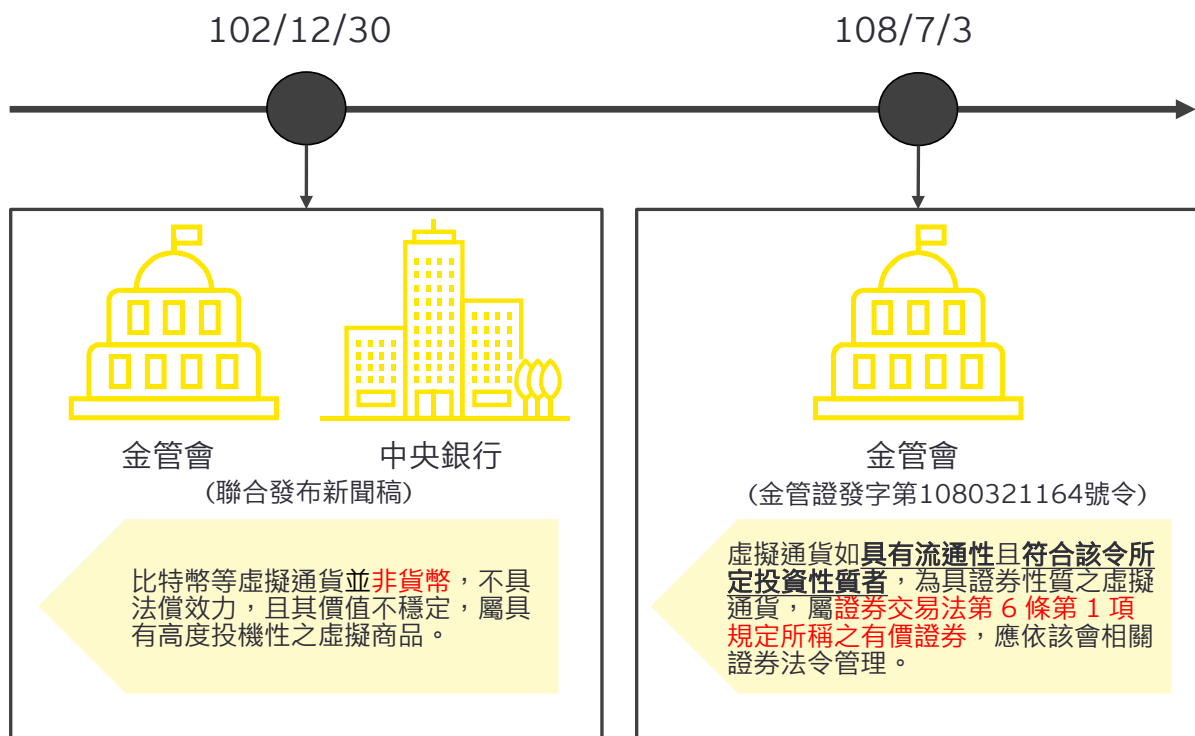 102/12/30
108/7/3
金管會
中央銀行
(聯合發布新聞稿)
比特幣等虛擬通貨並非貨幣，不具
法償效力，且其價值不穩定，屬具
有高度投機性之虛擬商品。
金管會
(金管證發字第1080321164號令)
虛擬通貨如具有流通性且符合該令所
定投資性質者，為具證券性質之虛擬
通貨，屬證券交易法第 6 條第 1 項
規定所稱之有價證券，應依該會相關
證券法令管理。